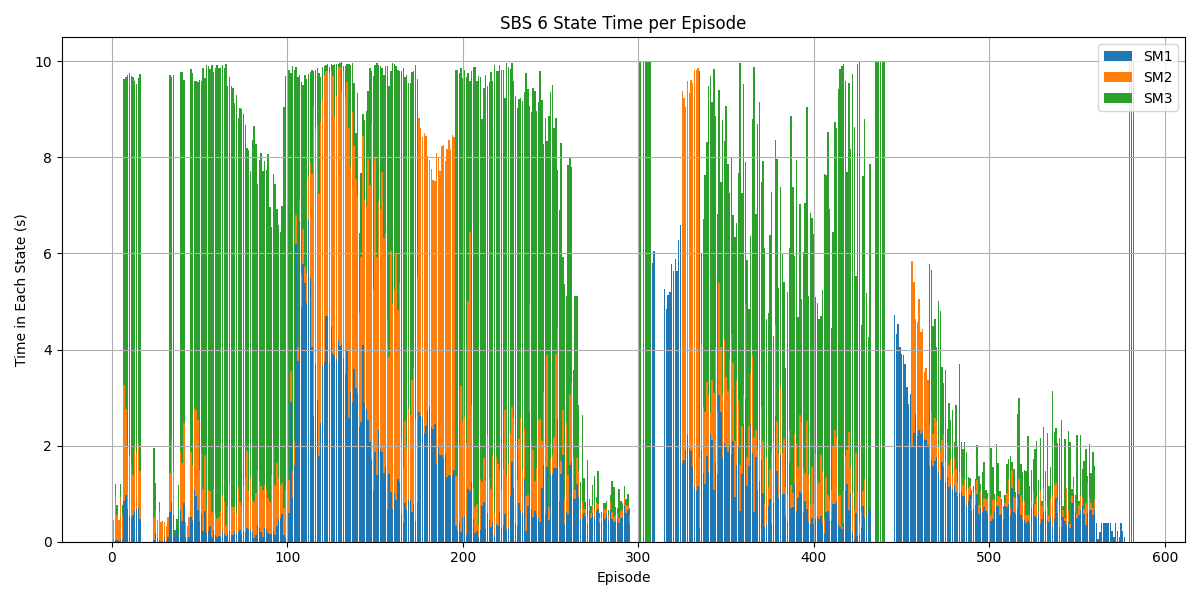 SBS 6 State Time per Episode
SM1
SM2
SM3
Time in Each State (s)
10
8
6
4
2
0
0 100 200 300 400 500 600
Episode